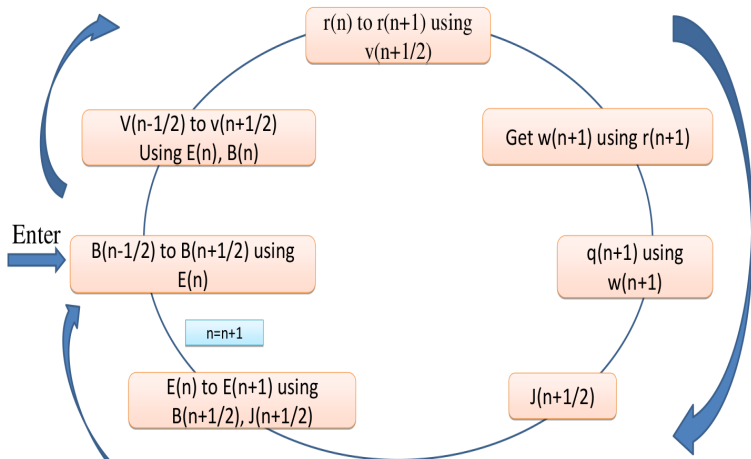 r(n) to r(n+1) using
v(n+1/2)
V(n-1/2) to v(n+1/2)
Using E(n), B(n)
Get w(n+1) using r(n+1)
Enter
B(n-1/2) to B(n+1/2) using
E(n)
q(n+1) using
w(n+1)
n=n+1
E(n) to E(n+1) using
B(n+1/2), J(n+1/2)
J(n+1/2)